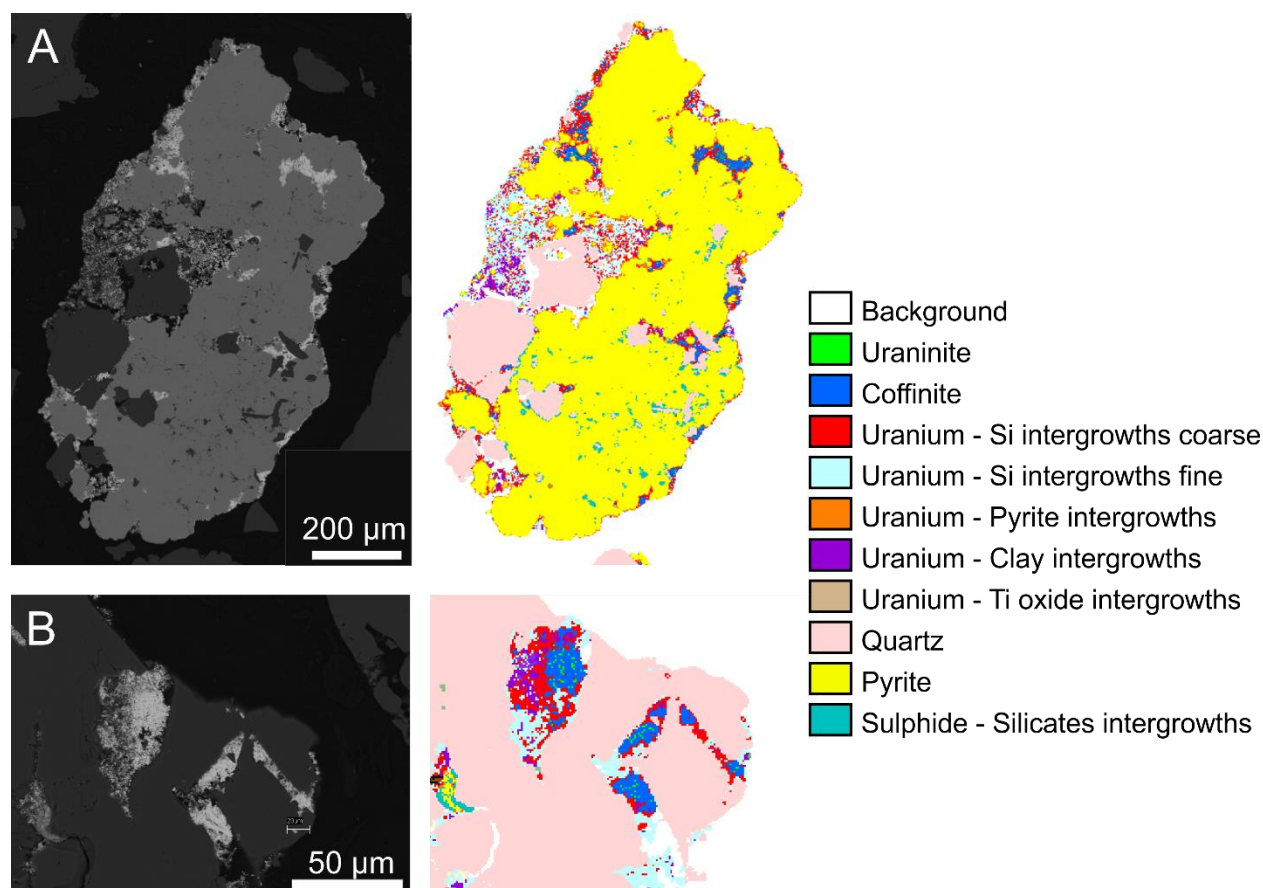 A
200 μm
Background
Uraninite
Coffinite
Uranium - Si intergrowths coarse
Uranium - Si intergrowths fine
Uranium - Pyrite intergrowths
Uranium - Clay intergrowths
Uranium - Ti oxide intergrowths
Quartz
Pyrite
Sulphide - Silicates intergrowths
B
20μm
50 μm